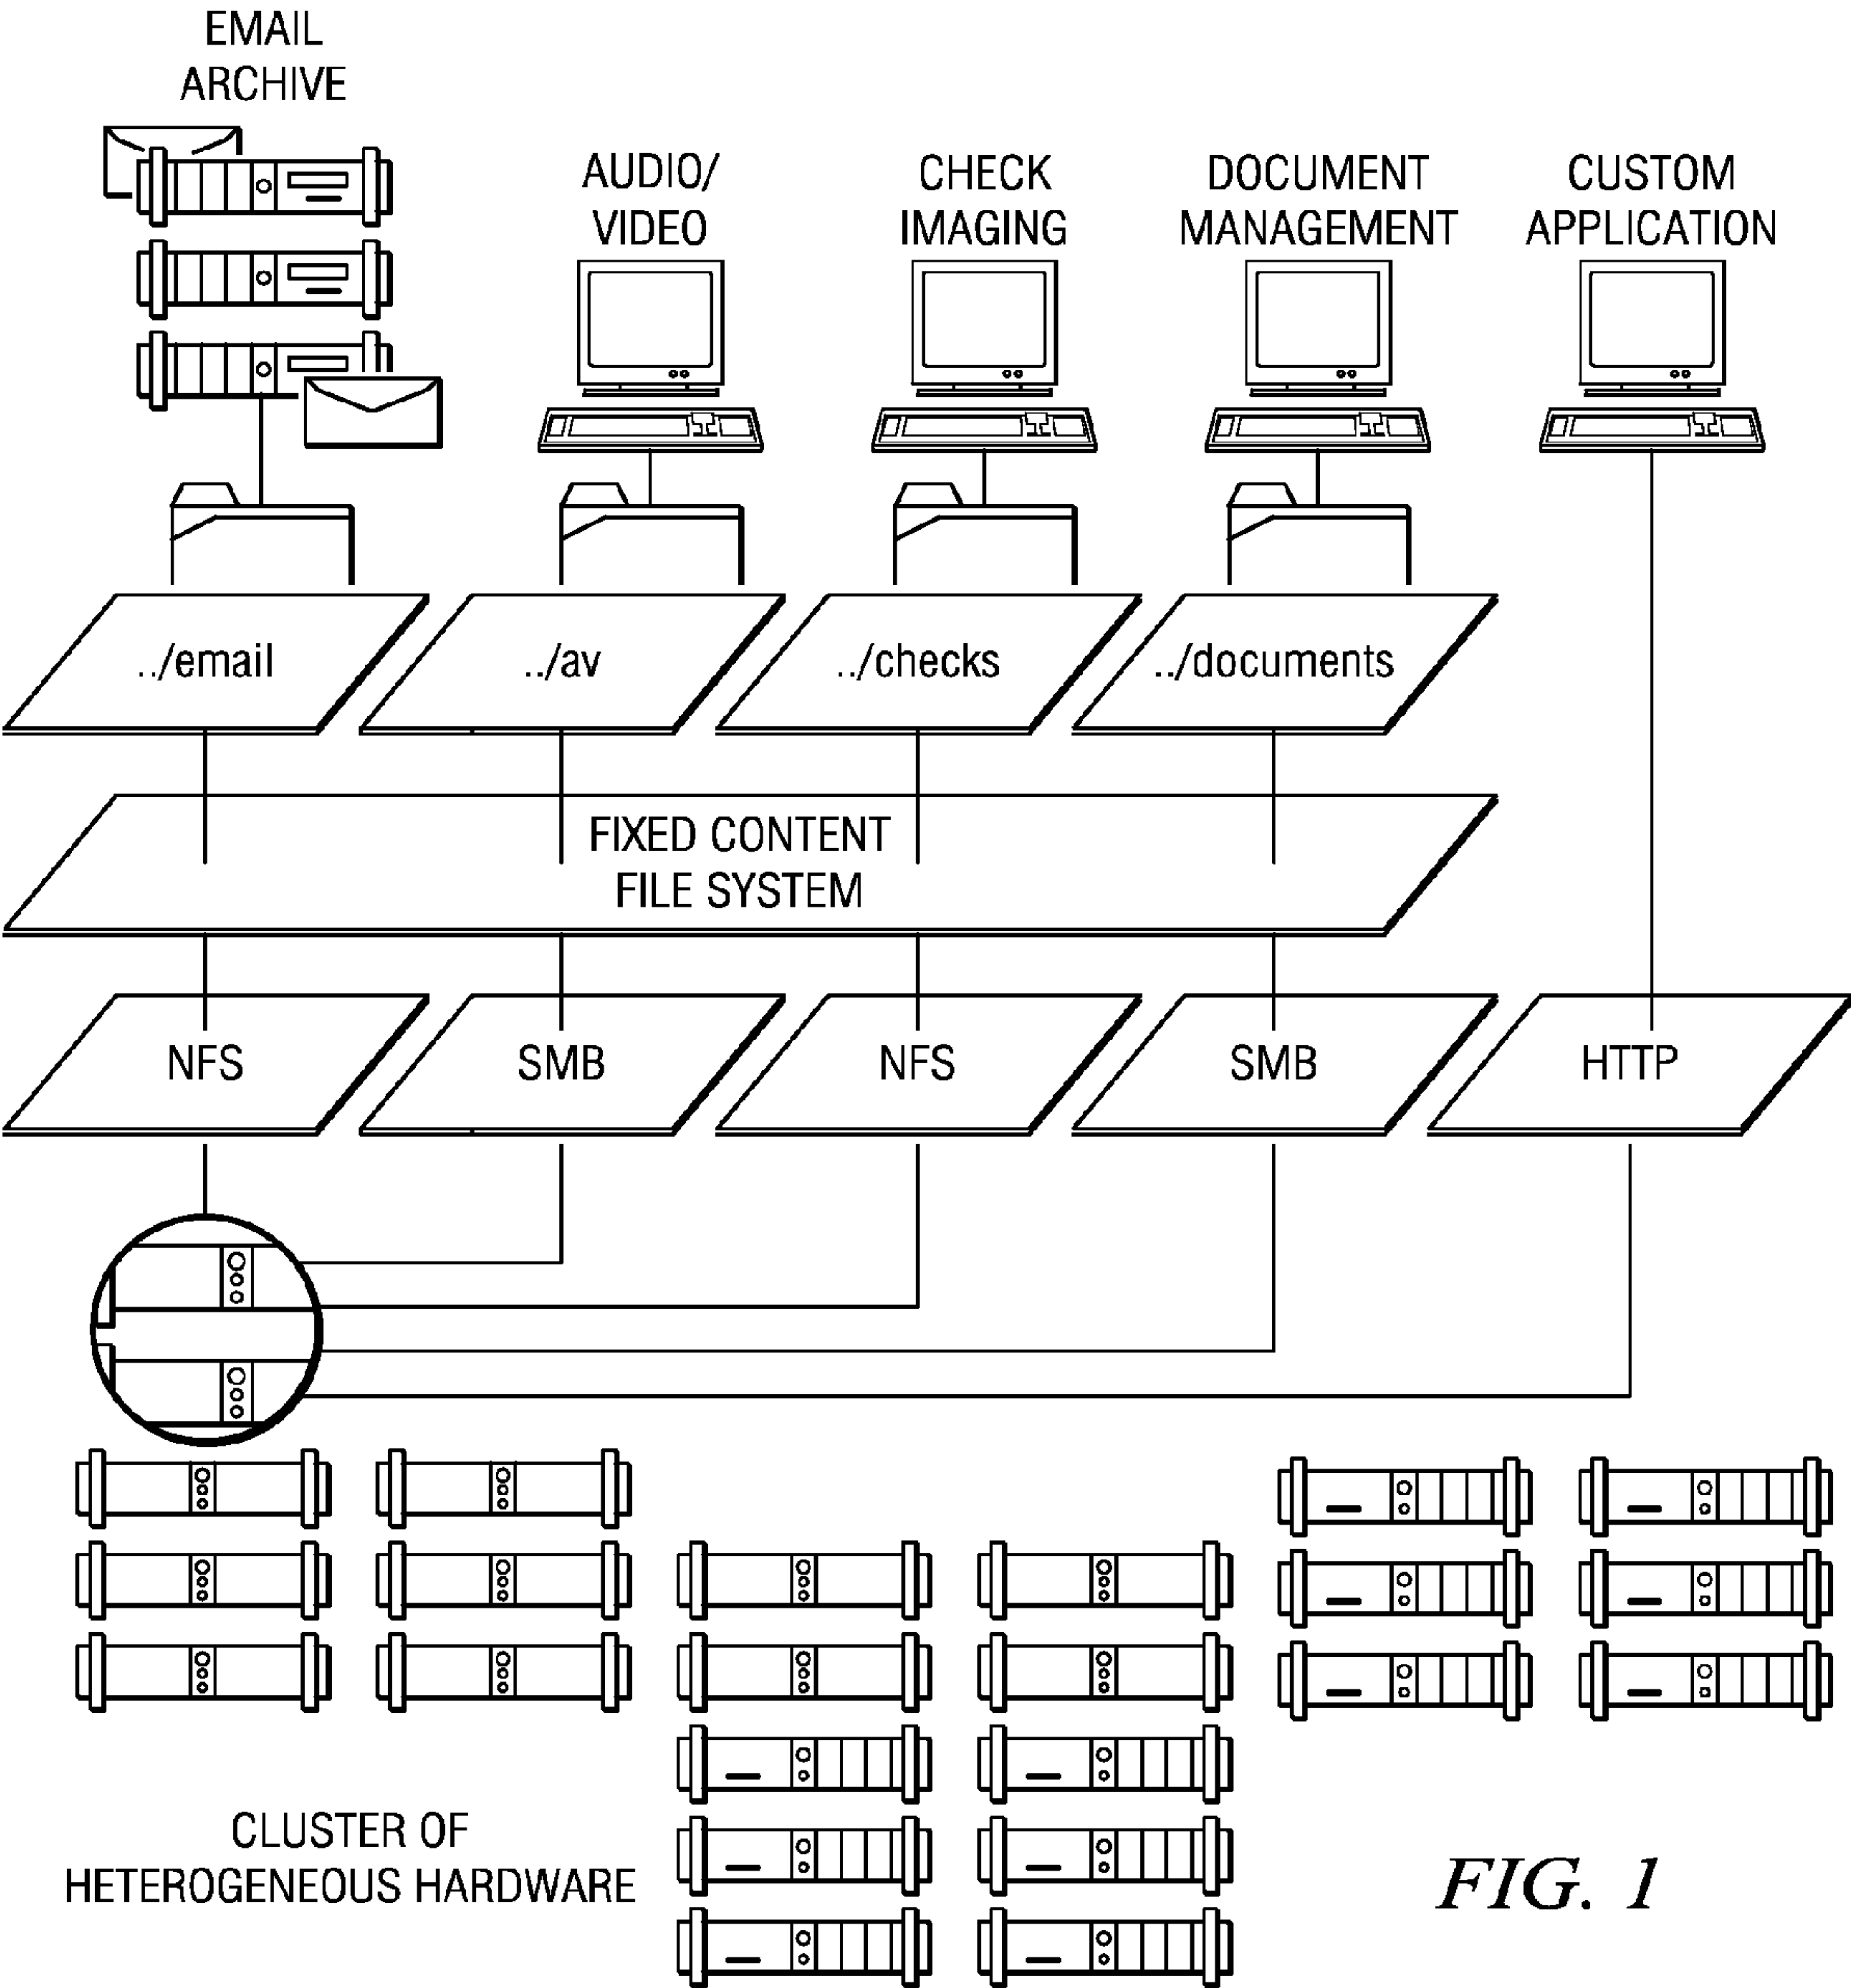 EMAIL
ARCHIVE
AUDIO/
VIDEO
CHECK
IMAGING
DOCUMENT
MANAGEMENT
CUSTOM
APPLICATION
../email
../av
../checks
../documents
FIXED CONTENT
FILE SYSTEM
NFS
SMB
NFS
SMB
HTTP
CLUSTER OF
HETEROGENEOUS HARDWARE
FIG. 1